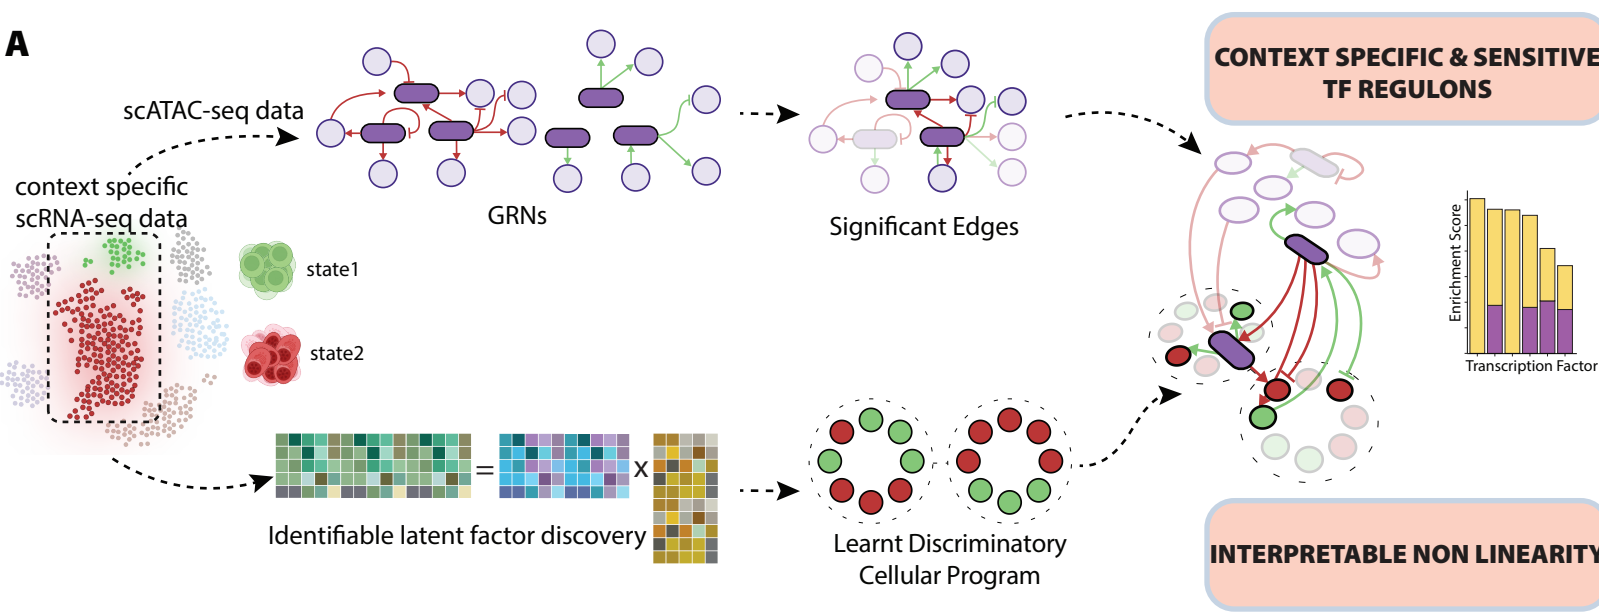 A
scATAC-seq data
context specific
scRNA-seq data
state1
state2
GRNs
Significant Edges
CONTEXT SPECIFIC & SENSITIVE
TF REGULONS
Enrichment Score
Transcription Factor
=
X
Identifiable latent factor discovery
Learnt Discriminatory
Cellular Program
INTERPRETABLE NON LINEARITY